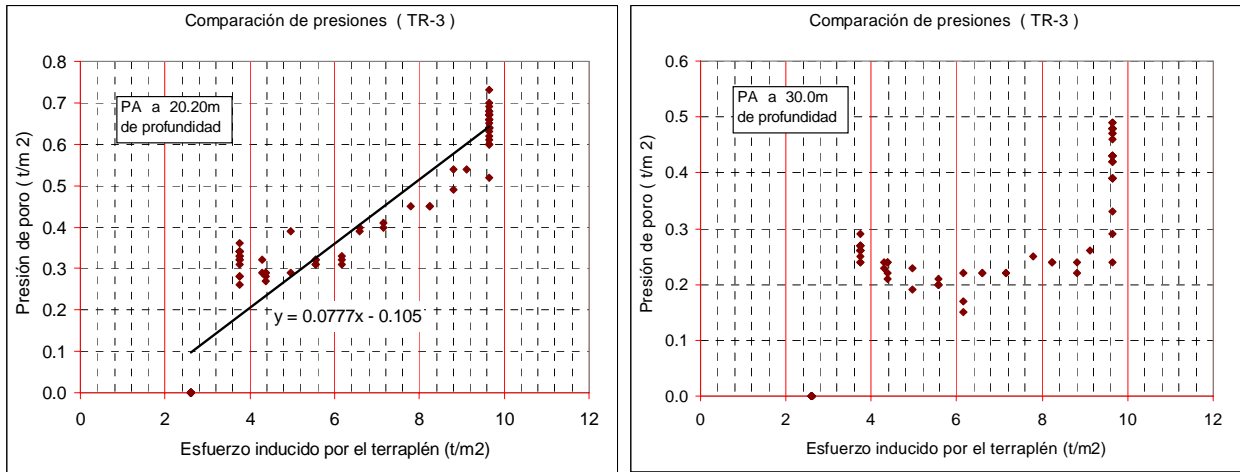 Comparación de presiones ( TR-3 )
Presión de poro ( t/m 2)
0.8
0.7
0.6
0.5
0.4
0.3
0.2
0.1
0.0
PA a 20.20m
de profundidad
y = 0.0777x - 0.105
0 2 4 6 8 10 12
Esfuerzo inducido por el terraplén (t/m2)
Comparación de presiones ( TR-3 )
Presión de poro ( t/m 2)
0.6
0.5
0.4
0.3
0.2
0.1
0.0
PA a 30.0m
de profundidad
0 2 4 6 8 10 12
Esfuerzo inducido por el terraplén (t/m2)